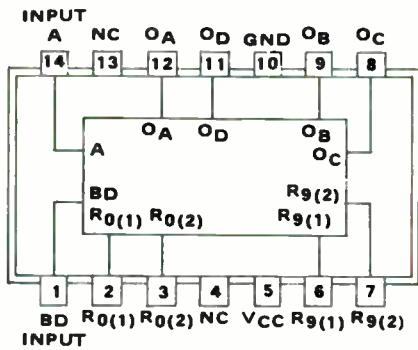 INPUT
A NC OA OD GND OB OC
14 13 12 11 10 9 8
OA OD OB
A OC
BD R9(2)
R0(1) R0(2) R9(1)
1 2 3 4 5 6 7
BD R0(1) R0(2) NC VCC R9(1) R9(2)
INPUT